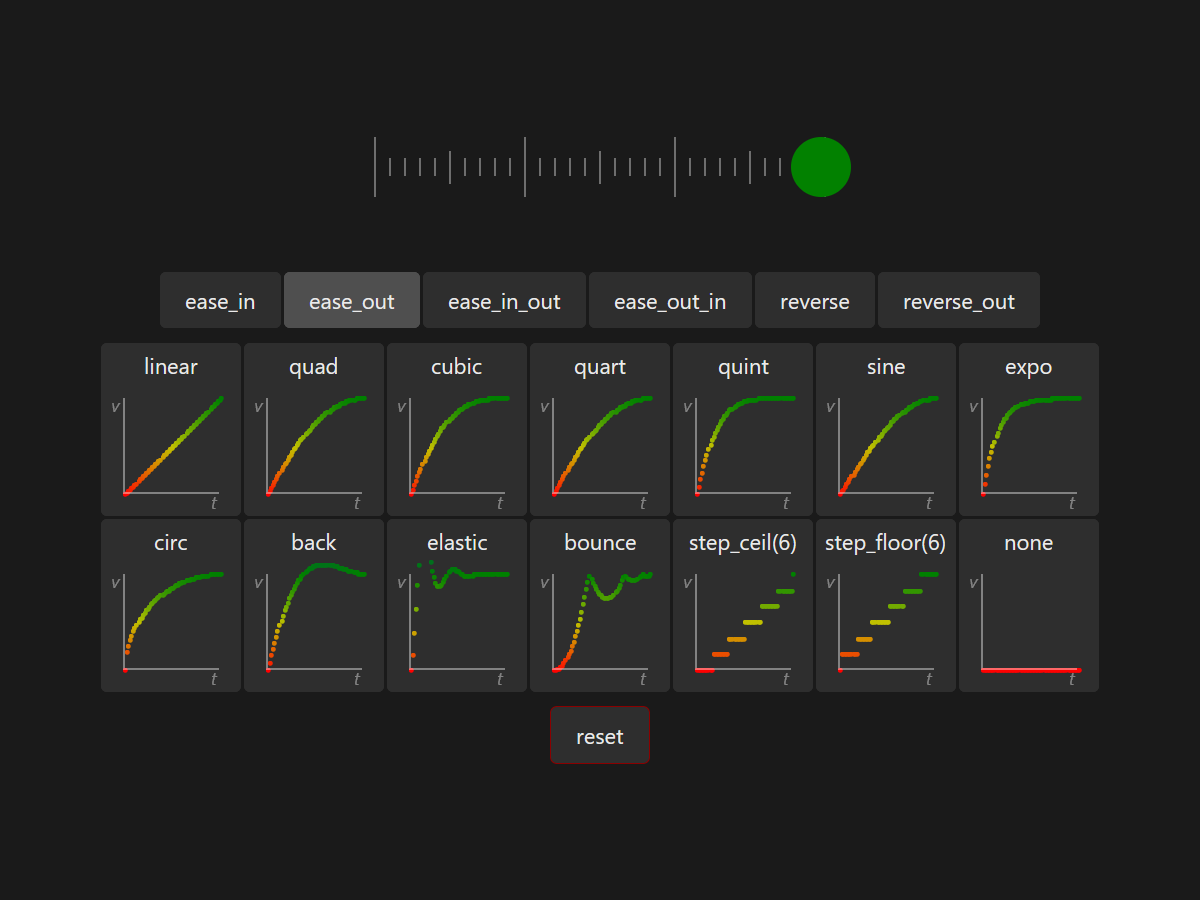 ease_in ease_out ease_in_out ease_out_in reverse reverse_out
linear quad cubic quart quint sine expo
v v v v v v v
t t t t t t t
circ back elastic bounce step_ceil(6) step_floor(6) none
v v v v v v v
t t t t t t t
reset